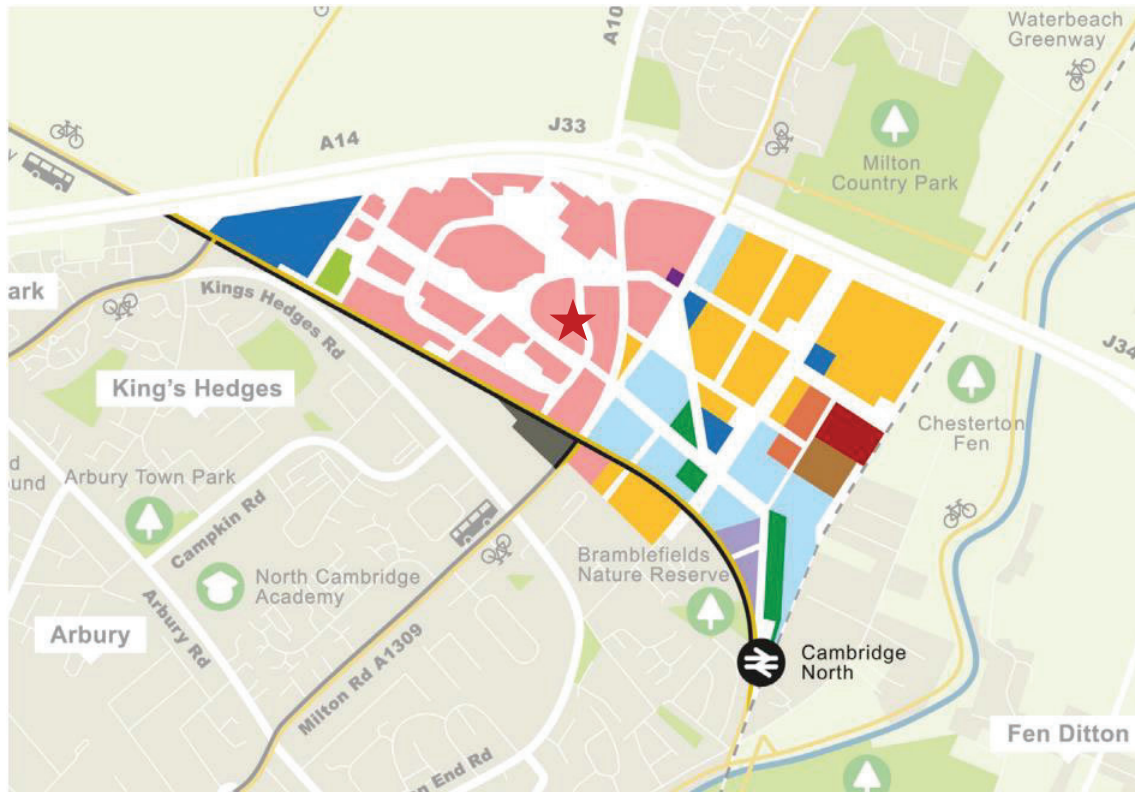 Waterbeach
Greenway
A10
J33
A14
Milton
Country Park
J34
ark
Kings Hedges Rd
King's Hedges
Chesterton
Fen
Arbury Town Park
Campkin Rd
North Cambridge
Academy
Bramblefields
Nature Reserve
Arbury
Arbury Rd
Milton Rd A1309
Cambridge
North
Fen Ditton
End Rd